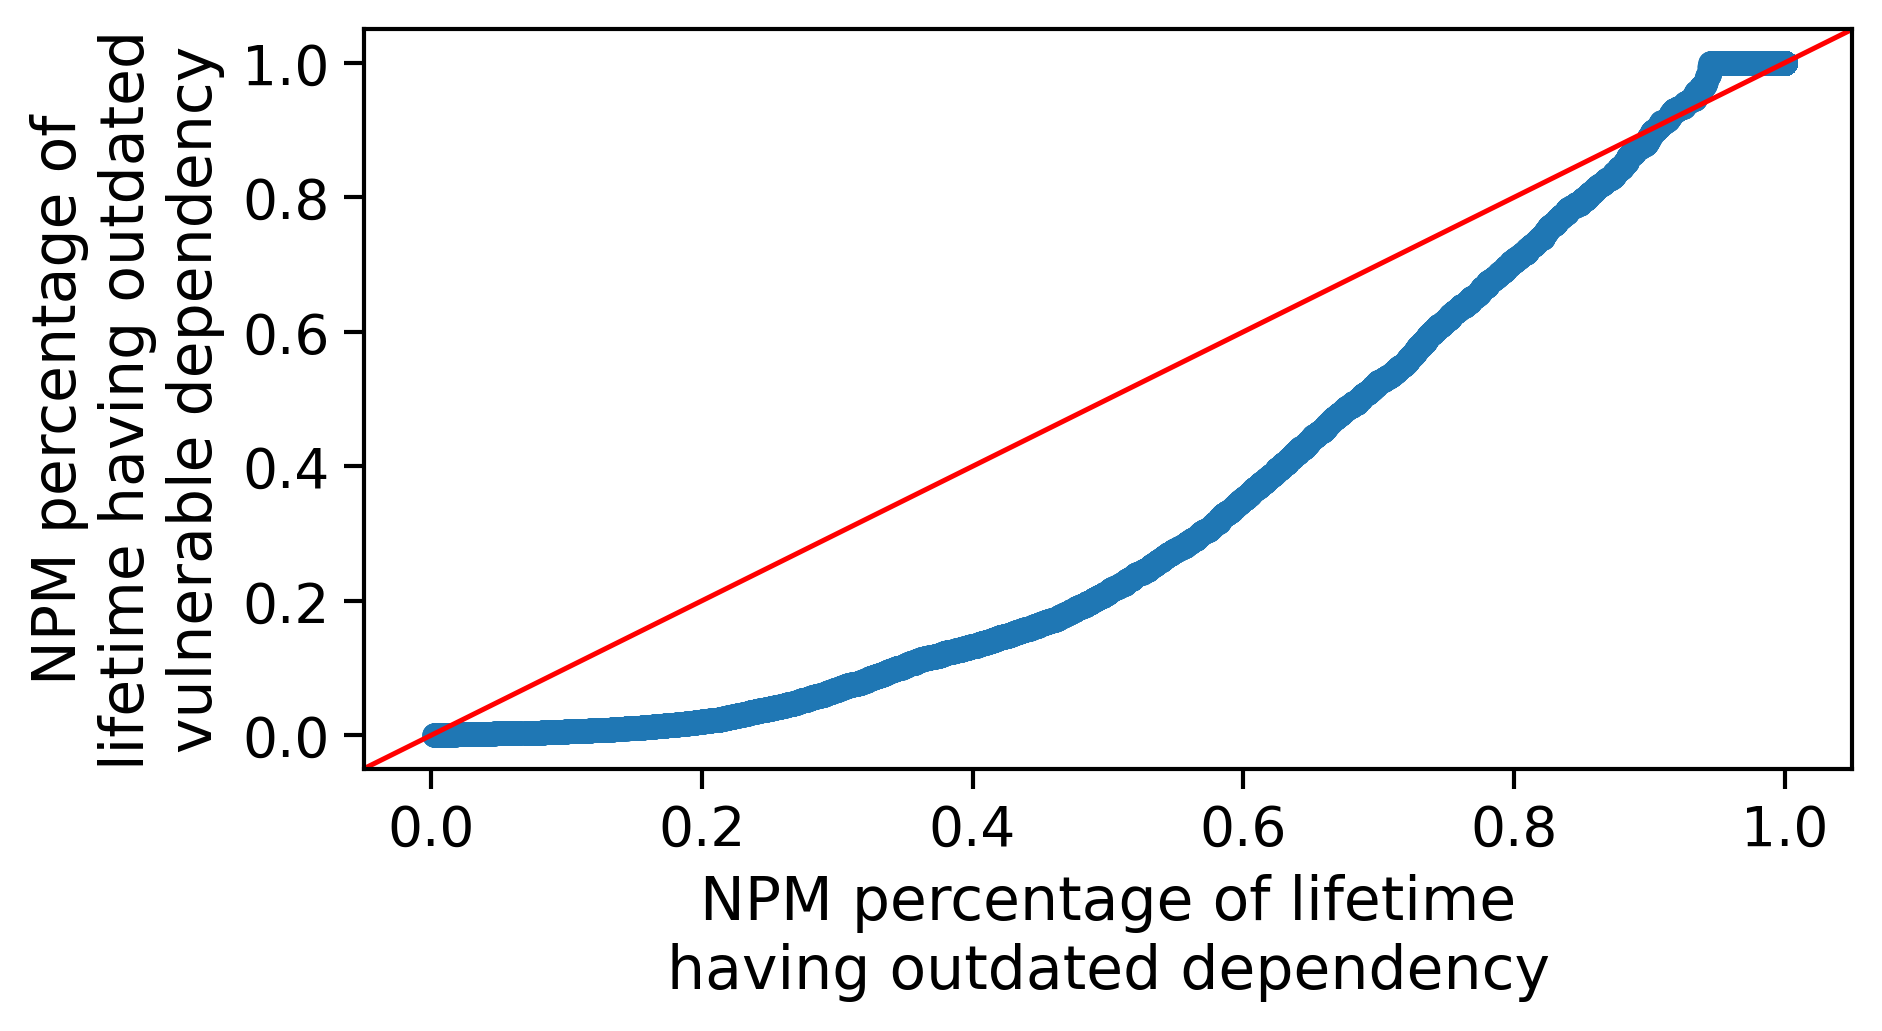 NPM percentage of
lifetime having outdated
vulnerable dependency
1.0
0.8
0.6
0.4
0.2
0.0
0.0
0.2
0.4
0.6
0.8
1.0
NPM percentage of lifetime
having outdated dependency